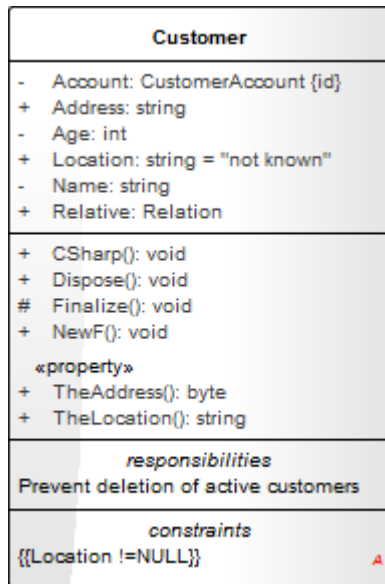 Customer
- Account: CustomerAccount {id}
+ Address: string
- Age: int
+ Location: string = "not known"
- Name: string
+ Relative: Relation
+ CSharp(): void
+ Dispose(): void
# Finalize(): void
+ NewF(): void
«property»
+ TheAddress(): byte
+ TheLocation(): string
responsibilities
Prevent deletion of active customers
constraints
{{Location !=NULL}}
A